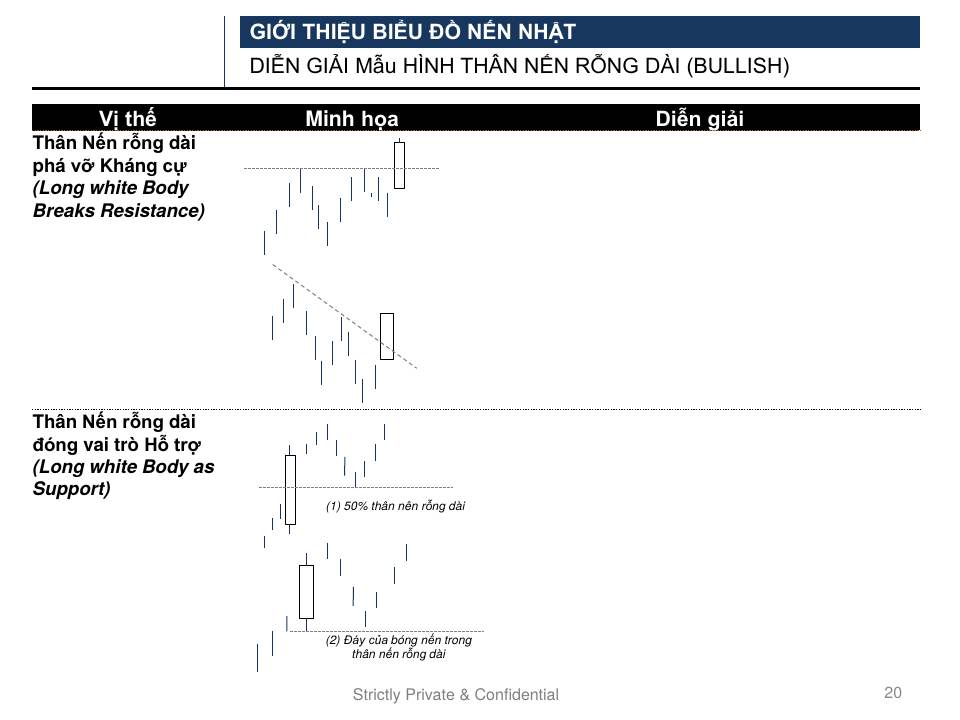 GIỚI THIỆU BIỂU ĐỒ NẾN NHẬT
DIỄN GIẢI Mẫu HÌNH THÂN NẾN RỖNG DÀI (BULLISH)
Vị thế Minh họa Diễn giải
Thân Nến rỗng dài
phá vỡ Kháng cự
(Long white Body
Breaks Resistance)
Thân Nến rỗng dài
đóng vai trò Hỗ trợ
(Long white Body as
Support)
(1) 50% thân nên rỗng dài
(2) Đáy của bóng nến trong
thân nến rỗng dài
Strictly Private & Confidential
20